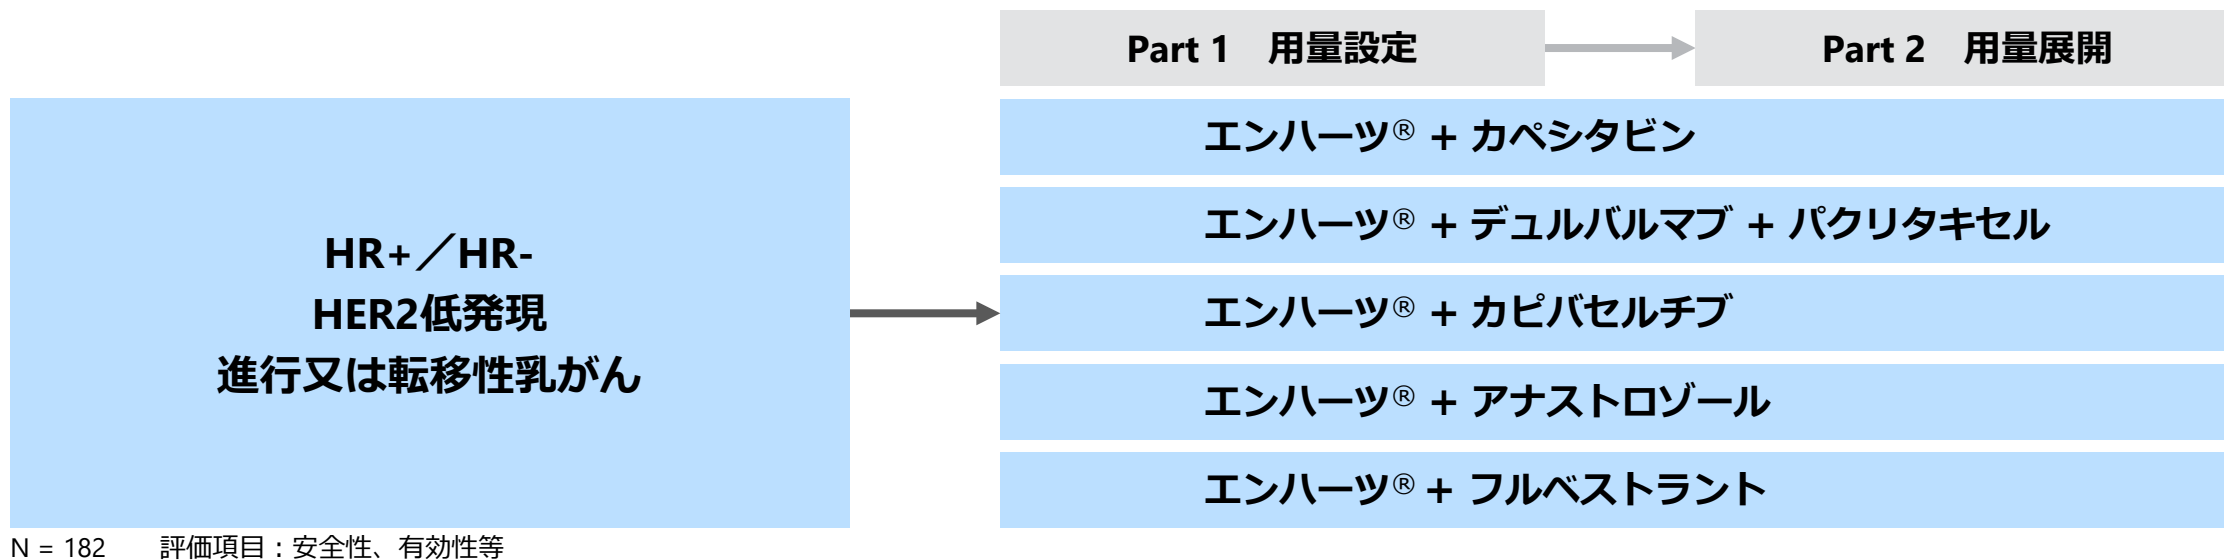 Part 1 用量設定
Part 2 用量展開
HR+／HR-
HER2低発現
進行又は転移性乳がん
エンハーツ® + カペシタビン
エンハーツ® + デュルバルマブ + パクリタキセル
エンハーツ® + カピバセルチブ
エンハーツ® + アナストロゾール
エンハーツ® + フルベストラント
N = 182 評価項目：安全性、有効性等